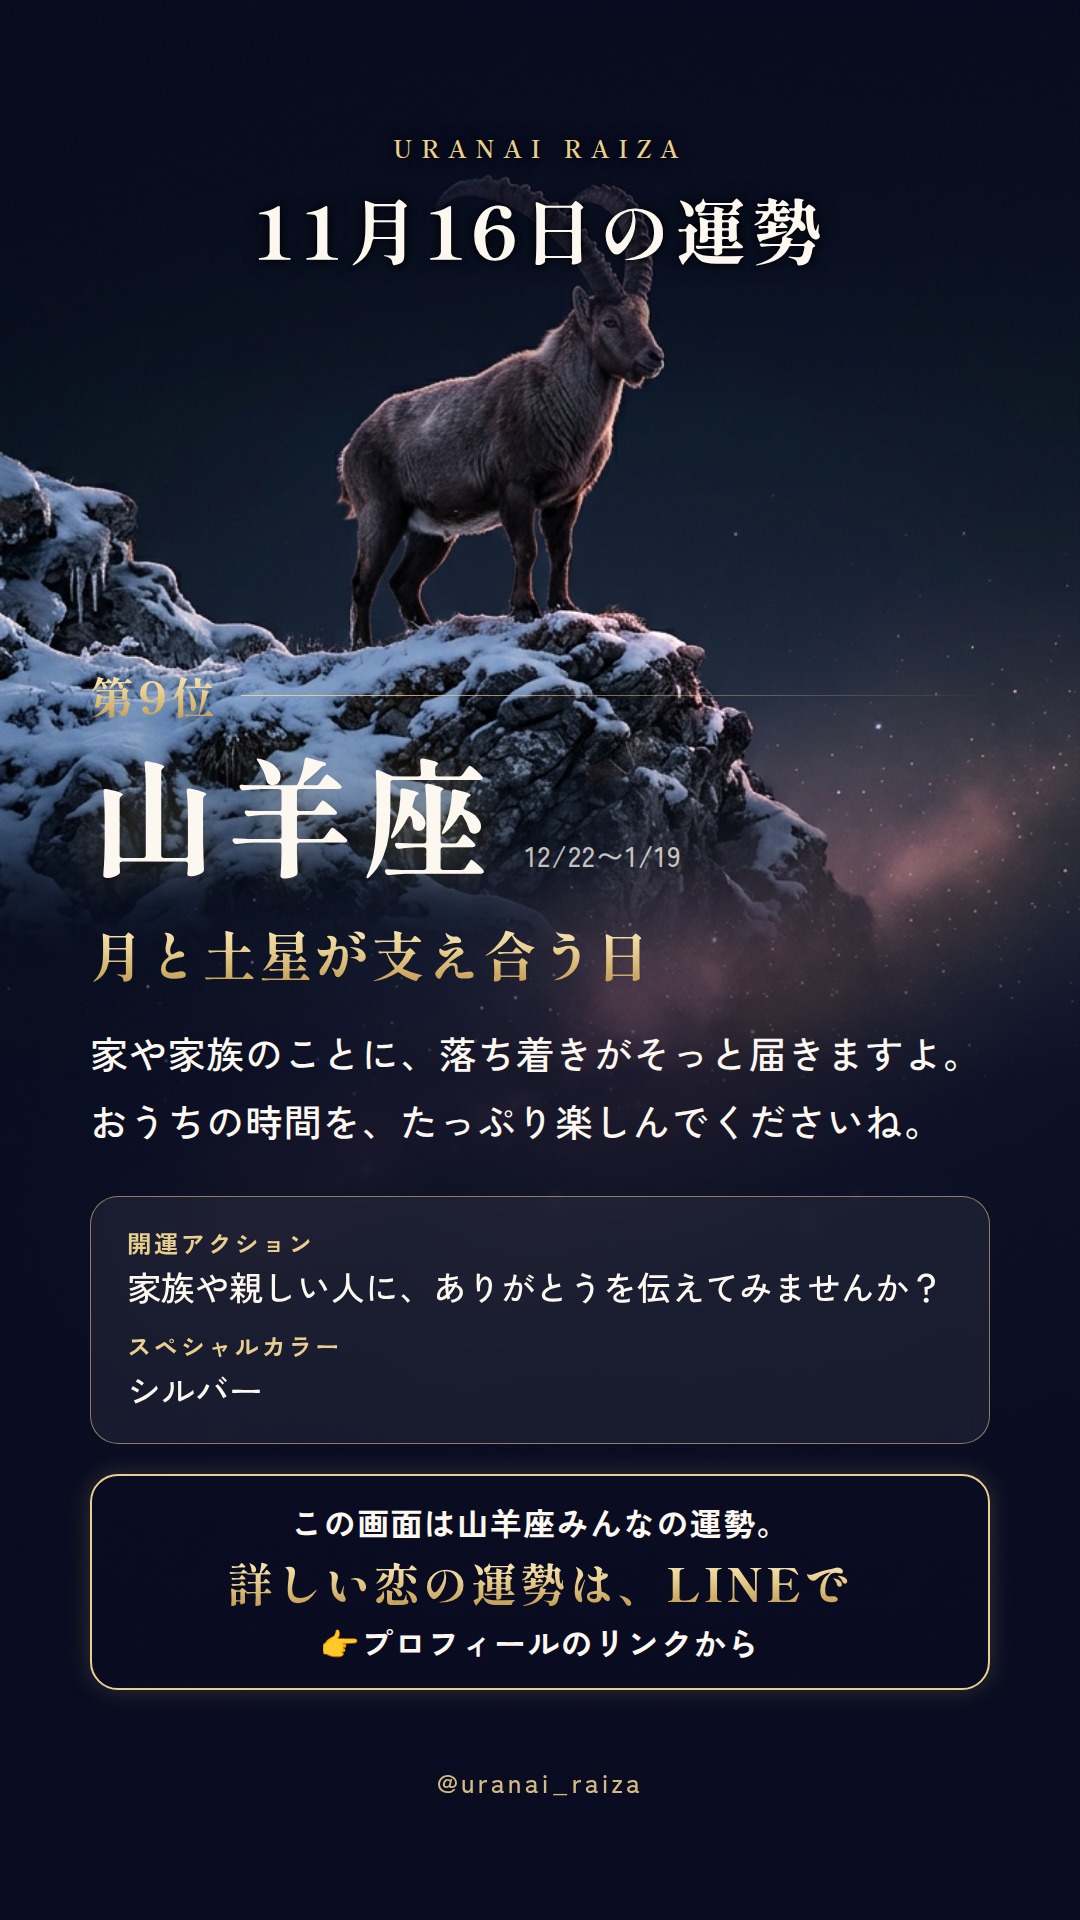 URANAI RAIZA
11月16日の運勢
第9位
山羊座 12/22〜1/19
月と土星が支え合う日
家や家族のことに、落ち着きがそっと届きますよ。
おうちの時間を、たっぷり楽しんでくださいね。
開運アクション
家族や親しい人に、ありがとうを伝えてみませんか？
スペシャルカラー
シルバー
この画面は山羊座みんなの運勢。
詳しい恋の運勢は、LINEで
👉プロフィールのリンクから
@uranai_raiza